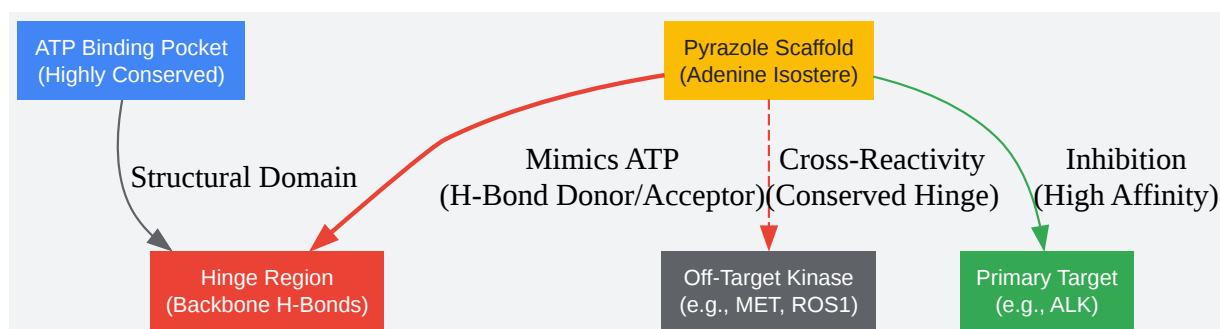 ATP Binding Pocket
(Highly Conserved)
Pyrazole Scaffold
(Adenine Isostere)
Structural Domain
Mimics ATP
(H-Bond Donor/Acceptor)
Cross-Reactivity
(Conserved Hinge)
Inhibition
(High Affinity)
Hinge Region
(Backbone H-Bonds)
Off-Target Kinase
(e.g., MET, ROS1)
Primary Target
(e.g., ALK)